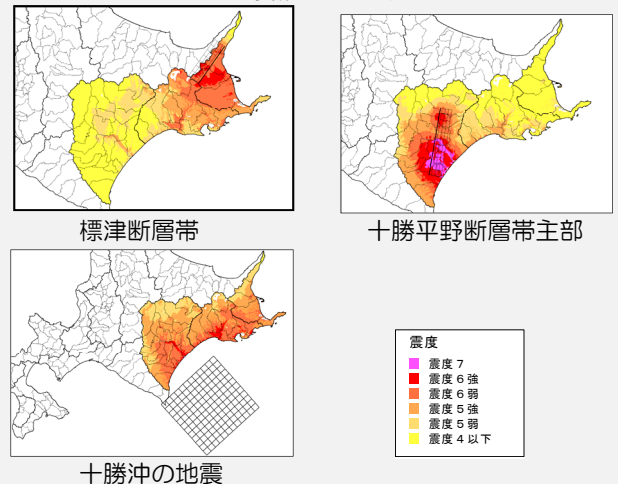 標津断層帯
十勝平野断層帯主部
十勝沖の地震
震度
震度７
震度６強
震度６弱
震度５強
震度５弱
震度４以下